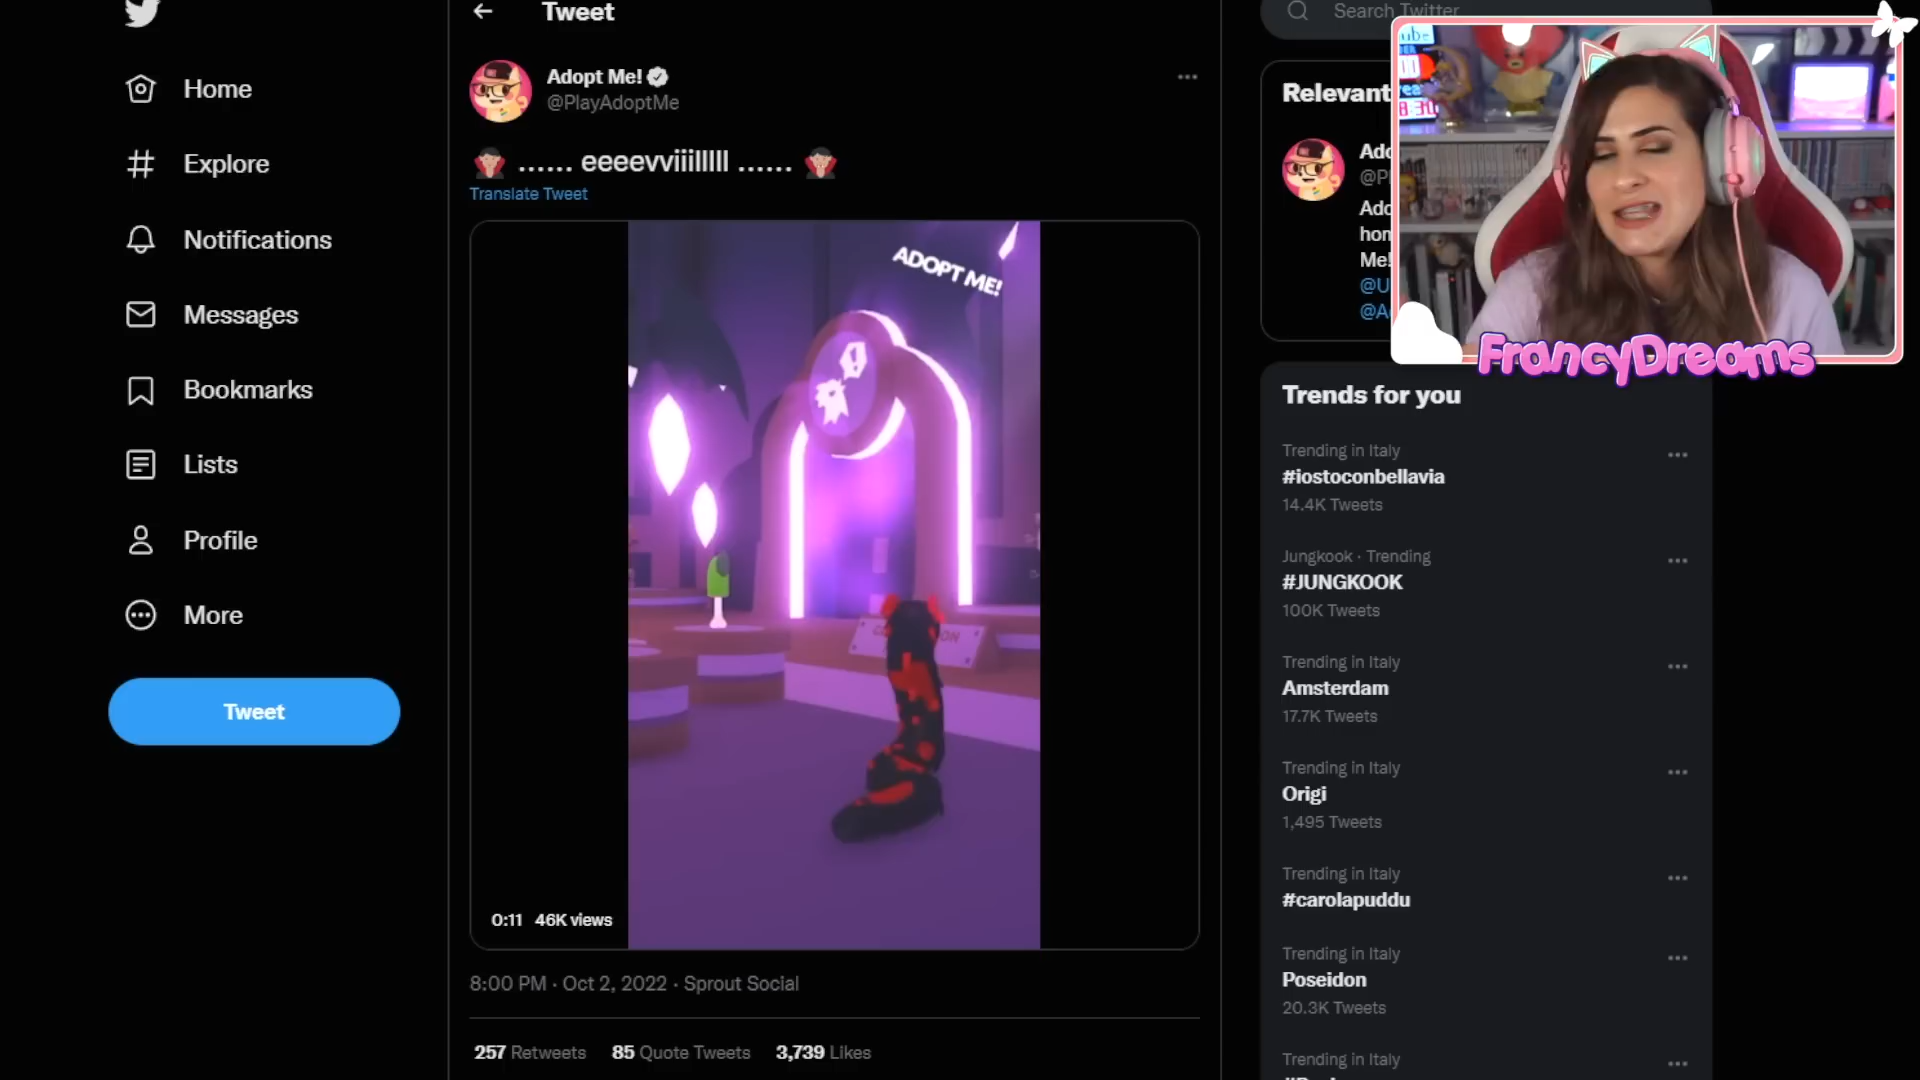 Tweet
Search Twitter
Home
Explore
Notifications
Messages
Bookmarks
Lists
Profile
More
Tweet
Adopt Me!
@PlayAdoptMe
...... eeeevviiilllll ......
Translate Tweet
ADOPT ME!
0:11 46K views
8:00 PM · Oct 2, 2022 · Sprout Social
257 Retweets 85 Quote Tweets 3,739 Likes
Relevant
Me!
FrancyDreams
Trends for you
Trending in Italy
#iostoconbellavia
14.4K Tweets
Jungkook · Trending
#JUNGKOOK
100K Tweets
Trending in Italy
Amsterdam
17.7K Tweets
Trending in Italy
Origi
1,495 Tweets
Trending in Italy
#carolapuddu
Trending in Italy
Poseidon
20.3K Tweets
Trending in Italy